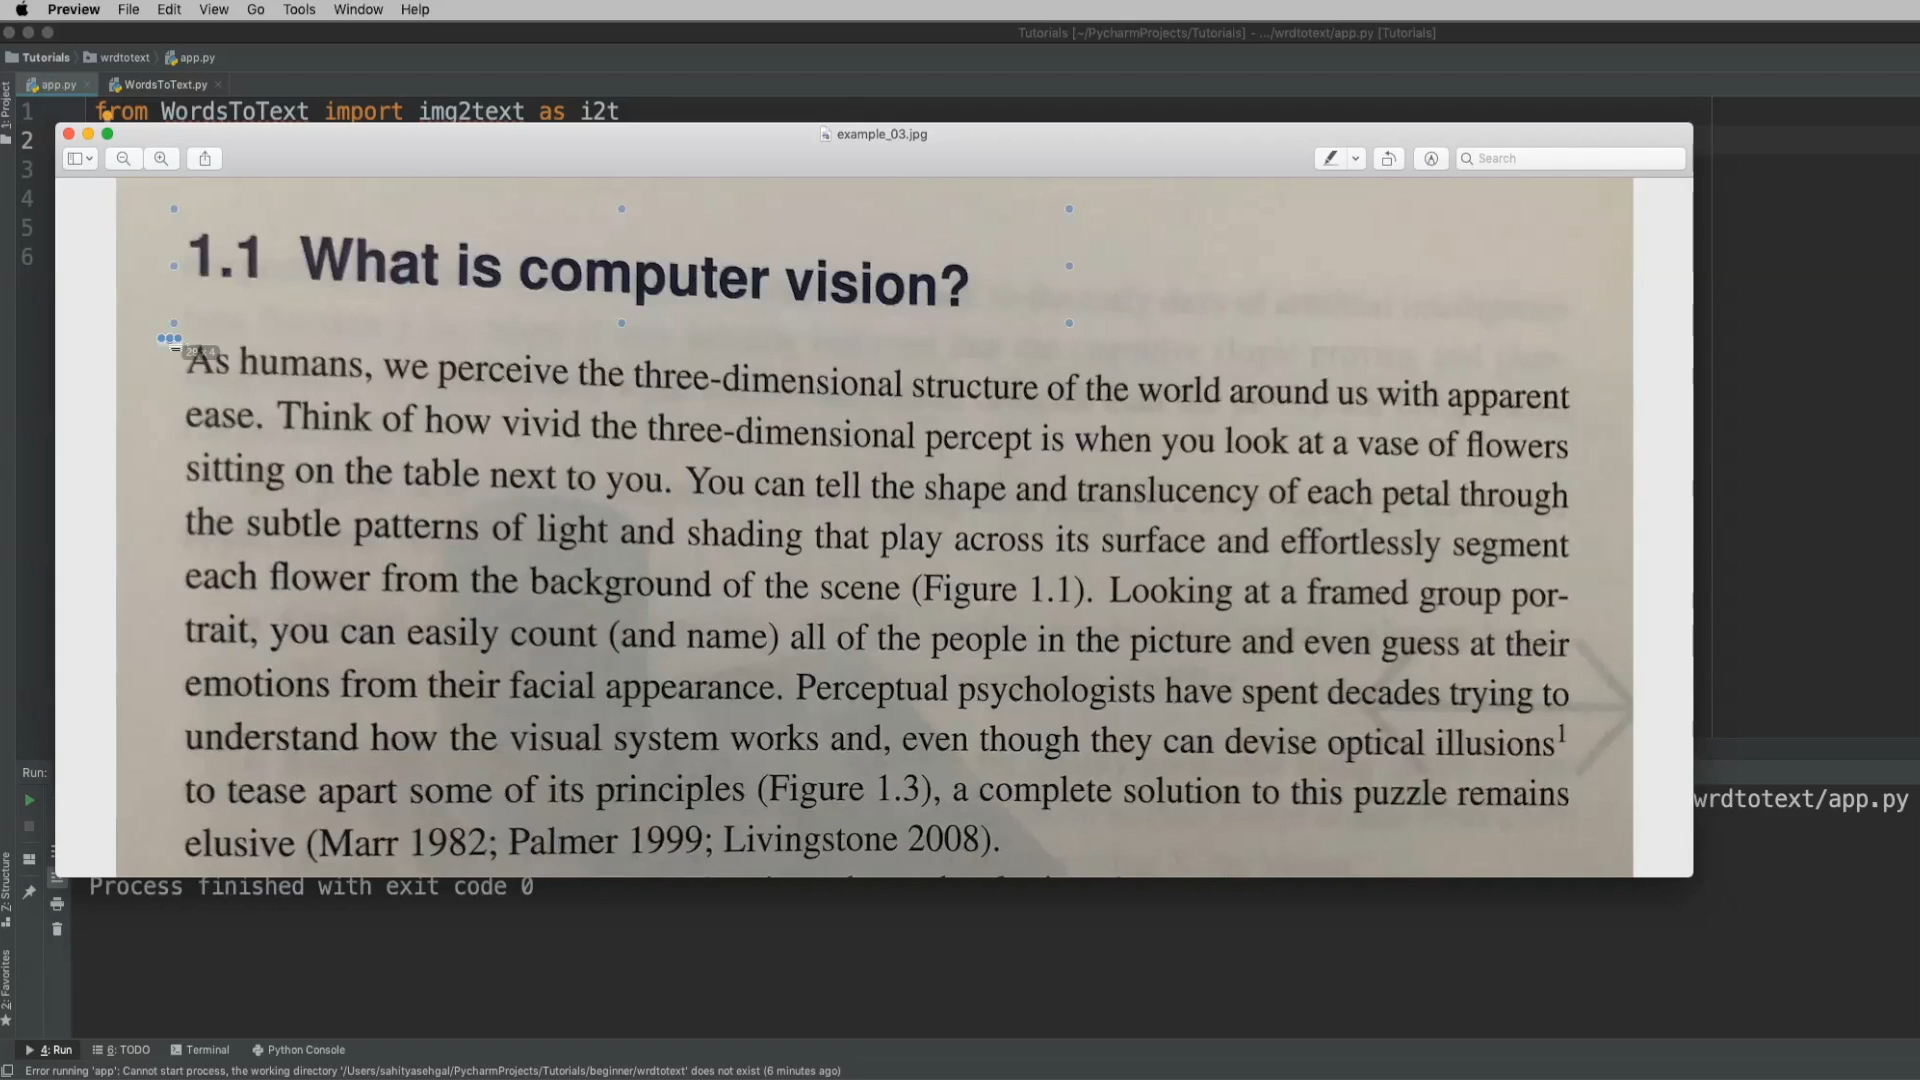 Preview File Edit View Go Tools Window Help
Tutorials [~/PycharmProjects/Tutorials] - .../wrdtotext/app.py [Tutorials]
Tutorials wrdtotext app.py
app.py WordsToText.py
1: Project
1 from WordsToText import img2text as i2t
2
3
4
5
6
example_03.jpg
Search
1.1 What is computer vision?
29 x 4
As humans, we perceive the three-dimensional structure of the world around us with apparent
ease. Think of how vivid the three-dimensional percept is when you look at a vase of flowers
sitting on the table next to you. You can tell the shape and translucency of each petal through
the subtle patterns of light and shading that play across its surface and effortlessly segment
each flower from the background of the scene (Figure 1.1). Looking at a framed group por-
trait, you can easily count (and name) all of the people in the picture and even guess at their
emotions from their facial appearance. Perceptual psychologists have spent decades trying to
understand how the visual system works and, even though they can devise optical illusions1
to tease apart some of its principles (Figure 1.3), a complete solution to this puzzle remains
elusive (Marr 1982; Palmer 1999; Livingstone 2008).
Run:
wrdtotext/app.py
Process finished with exit code 0
Z: Structure
2: Favorites
4: Run 6: TODO Terminal Python Console
Error running 'app': Cannot start process, the working directory '/Users/sahityasehgal/PycharmProjects/Tutorials/beginner/wrdtotext' does not exist (6 minutes ago)